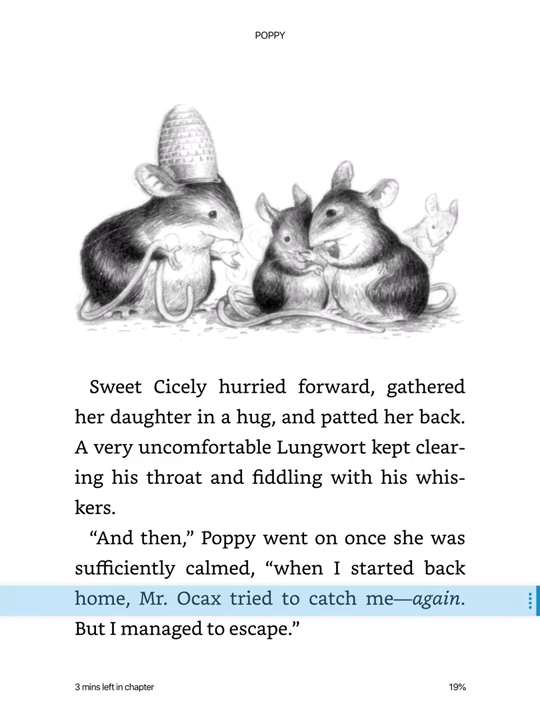 POPPY
Sweet Cicely hurried forward, gathered
her daughter in a hug, and patted her back.
A very uncomfortable Lungwort kept clear-
ing his throat and fiddling with his whis-
kers.
“And then,” Poppy went on once she was
sufficiently calmed, “when I started back
home, Mr. Ocax tried to catch me—again.
But I managed to escape.”
3 mins left in chapter
19%